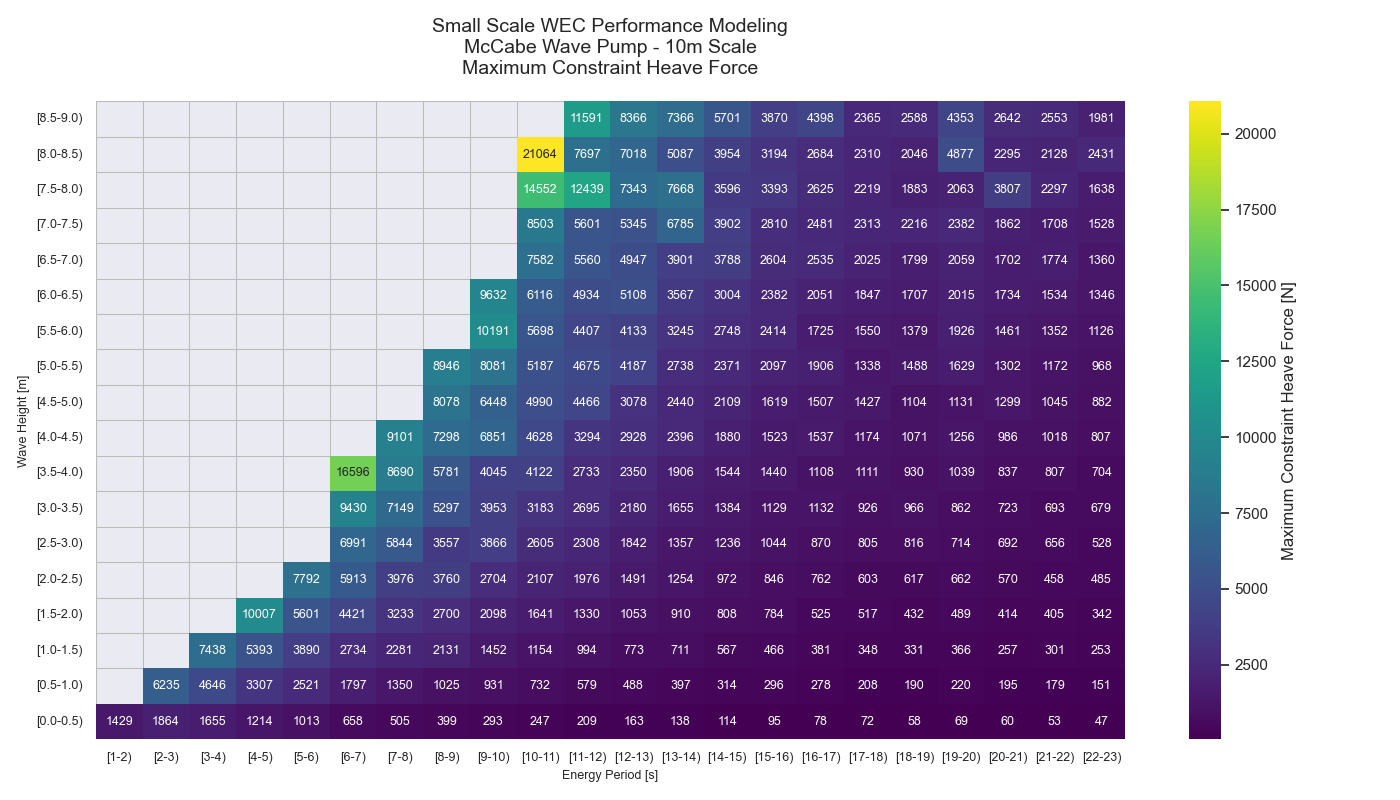 Small Scale WEC Performance Modeling
McCabe Wave Pump - 10m Scale
Maximum Constraint Heave Force
Wave Height [m]
[8.5-9.0) 11591 8366 7366 5701 3870 4398 2365 2588 4353 2642 2553 1981
[8.0-8.5) 21064 7697 7018 5087 3954 3194 2684 2310 2046 4877 2295 2128 2431
[7.5-8.0) 14552 12439 7343 7668 3596 3393 2625 2219 1883 2063 3807 2297 1638
[7.0-7.5) 8503 5601 5345 6785 3902 2810 2481 2313 2216 2382 1862 1708 1528
[6.5-7.0) 7582 5560 4947 3901 3788 2604 2535 2025 1799 2059 1702 1774 1360
[6.0-6.5) 9632 6116 4934 5108 3567 3004 2382 2051 1847 1707 2015 1734 1534 1346
[5.5-6.0) 10191 5698 4407 4133 3245 2748 2414 1725 1550 1379 1926 1461 1352 1126
[5.0-5.5) 8946 8081 5187 4675 4187 2738 2371 2097 1906 1338 1488 1629 1302 1172 968
[4.5-5.0) 8078 6448 4990 4466 3078 2440 2109 1619 1507 1427 1104 1131 1299 1045 882
[4.0-4.5) 9101 7298 6851 4628 3294 2928 2396 1880 1523 1537 1174 1071 1256 986 1018 807
[3.5-4.0) 16596 8690 5781 4045 4122 2733 2350 1906 1544 1440 1108 1111 930 1039 837 807 704
[3.0-3.5) 9430 7149 5297 3953 3183 2695 2180 1655 1384 1129 1132 926 966 862 723 693 679
[2.5-3.0) 6991 5844 3557 3866 2605 2308 1842 1357 1236 1044 870 805 816 714 692 656 528
[2.0-2.5) 7792 5913 3976 3760 2704 2107 1976 1491 1254 972 846 762 603 617 662 570 458 485
[1.5-2.0) 10007 5601 4421 3233 2700 2098 1641 1330 1053 910 808 784 525 517 432 489 414 405 342
[1.0-1.5) 7438 5393 3890 2734 2281 2131 1452 1154 994 773 711 567 466 381 348 331 366 257 301 253
[0.5-1.0) 6235 4646 3307 2521 1797 1350 1025 931 732 579 488 397 314 296 278 208 190 220 195 179 151
[0.0-0.5) 1429 1864 1655 1214 1013 658 505 399 293 247 209 163 138 114 95 78 72 58 69 60 53 47
[1-2) [2-3) [3-4) [4-5) [5-6) [6-7) [7-8) [8-9) [9-10) [10-11) [11-12) [12-13) [13-14) [14-15) [15-16) [16-17) [17-18) [18-19) [19-20) [20-21) [21-22) [22-23)
Energy Period [s]
20000
17500
15000
12500
10000
7500
5000
2500
Maximum Constraint Heave Force [N]